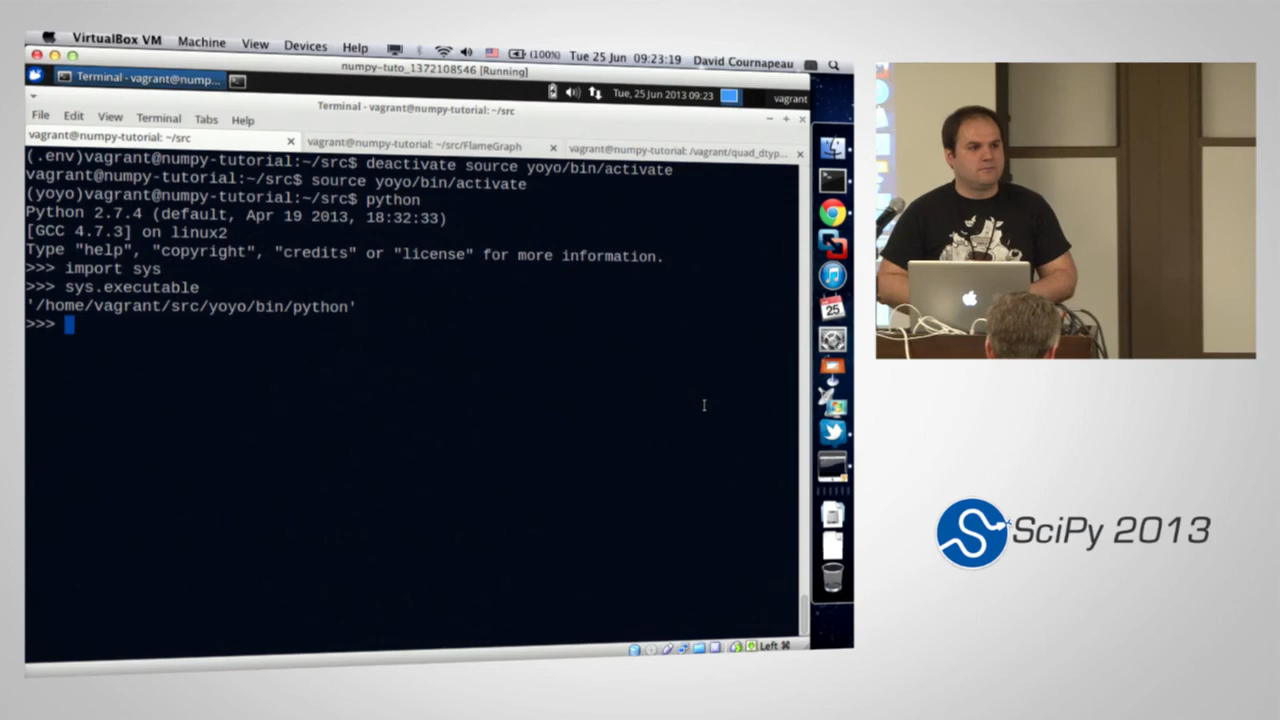 VirtualBox VM Machine View Devices Help (100%) Tue 25 Jun 09:23:19 David Cournapeau
numpy-tuto_1372108546 [Running]
Terminal - vagrant@nump... Tue, 25 Jun 2013 09:23 vagrant
Terminal - vagrant@numpy-tutorial: ~/src
File Edit View Terminal Tabs Help
vagrant@numpy-tutorial: ~/src vagrant@numpy-tutorial: ~/src/FlameGraph vagrant@numpy-tutorial: /vagrant/quad_dtyp...
(.env)vagrant@numpy-tutorial:~/src$ deactivate source yoyo/bin/activate
vagrant@numpy-tutorial:~/src$ source yoyo/bin/activate
(yoyo)vagrant@numpy-tutorial:~/src$ python
Python 2.7.4 (default, Apr 19 2013, 18:32:33)
[GCC 4.7.3] on linux2
Type "help", "copyright", "credits" or "license" for more information.
>>> import sys
>>> sys.executable
'/home/vagrant/src/yoyo/bin/python'
>>>
25
Left ⌘
SciPy 2013